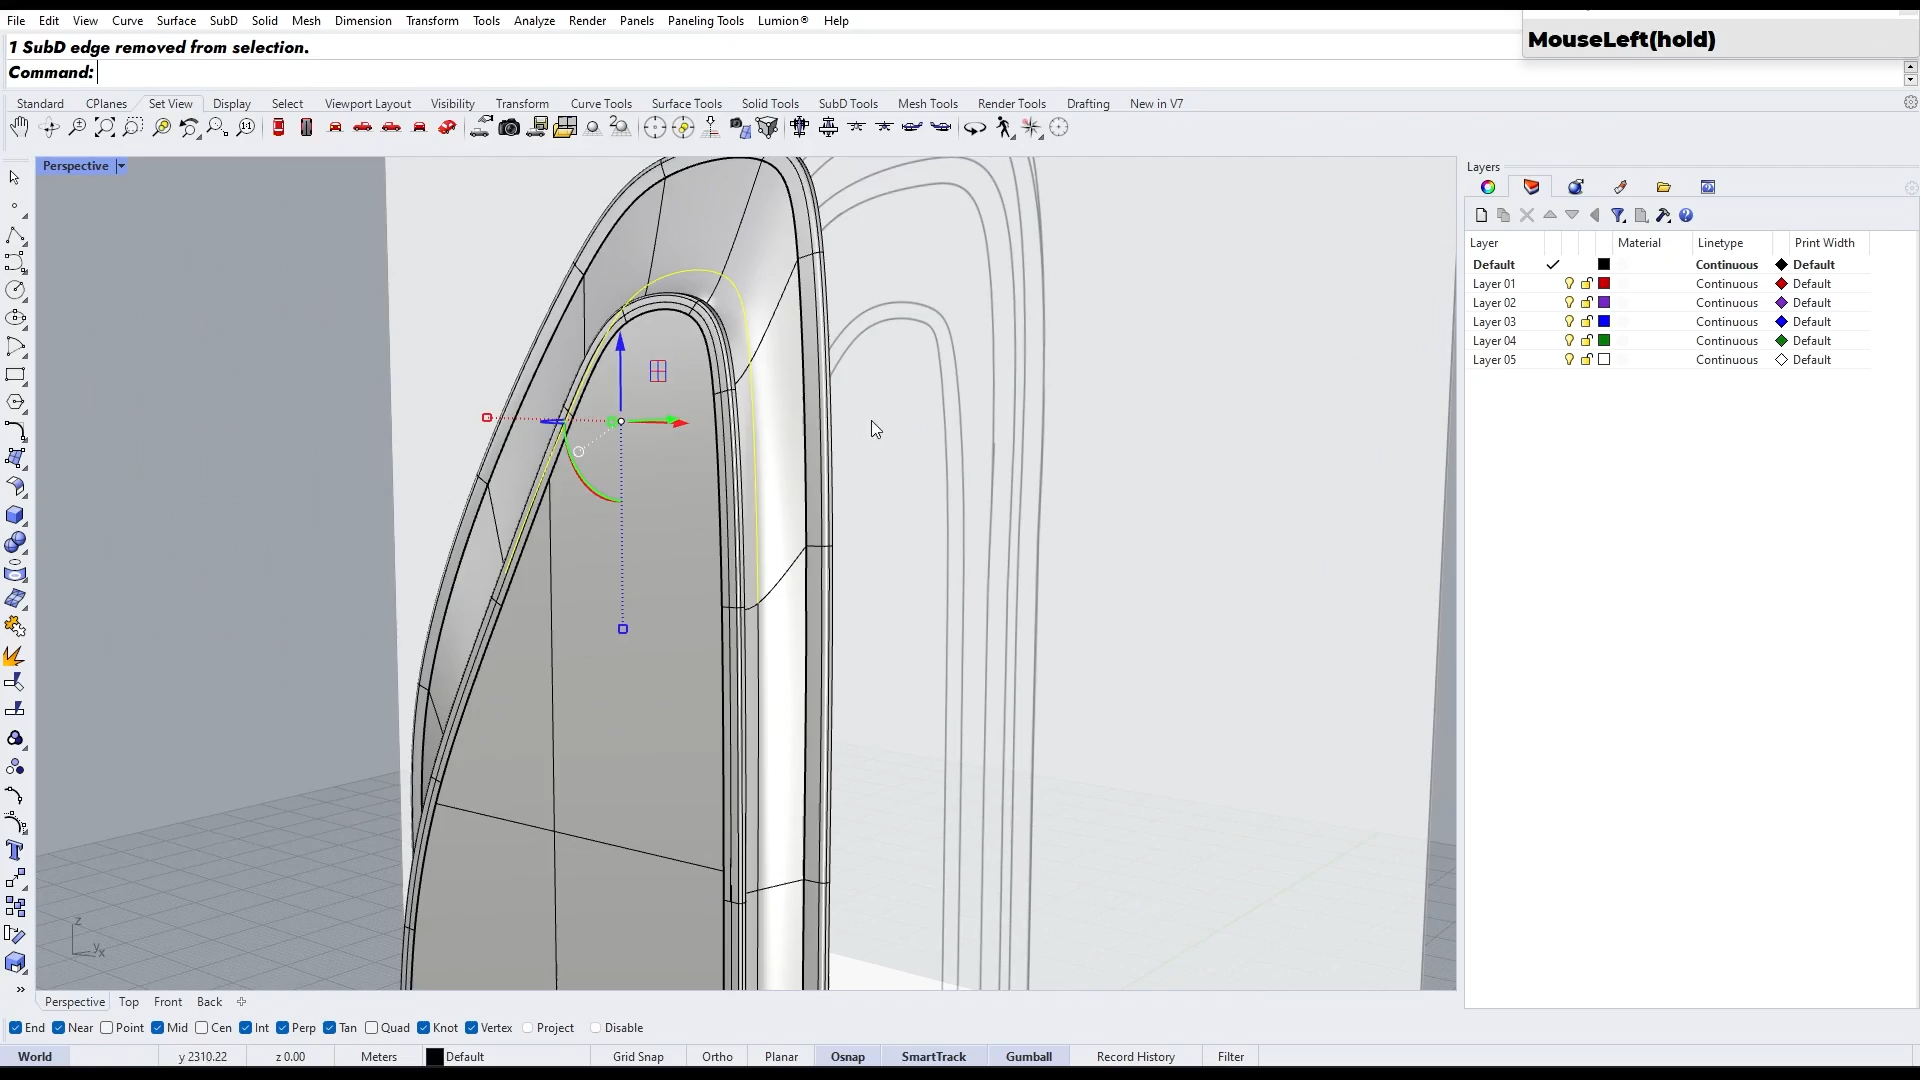 File Edit View Curve Surface SubD Solid Mesh Dimension Transform Tools Analyze Render Panels Paneling Tools Lumion® Help
MouseLeft(hold)
1 SubD edge removed from selection.
Command:
Standard CPlanes Set View Display Select Viewport Layout Visibility Transform Curve Tools Surface Tools Solid Tools SubD Tools Mesh Tools Render Tools Drafting New in V7
Perspective
Layers
Layer Material Linetype Print Width
Default Continuous Default
Layer 01 Continuous Default
Layer 02 Continuous Default
Layer 03 Continuous Default
Layer 04 Continuous Default
Layer 05 Continuous Default
z
y
x
Perspective Top Front Back
End Near Point Mid Cen Int Perp Tan Quad Knot Vertex Project Disable
World y 2310.22 z 0.00 Meters Default Grid Snap Ortho Planar Osnap SmartTrack Gumball Record History Filter